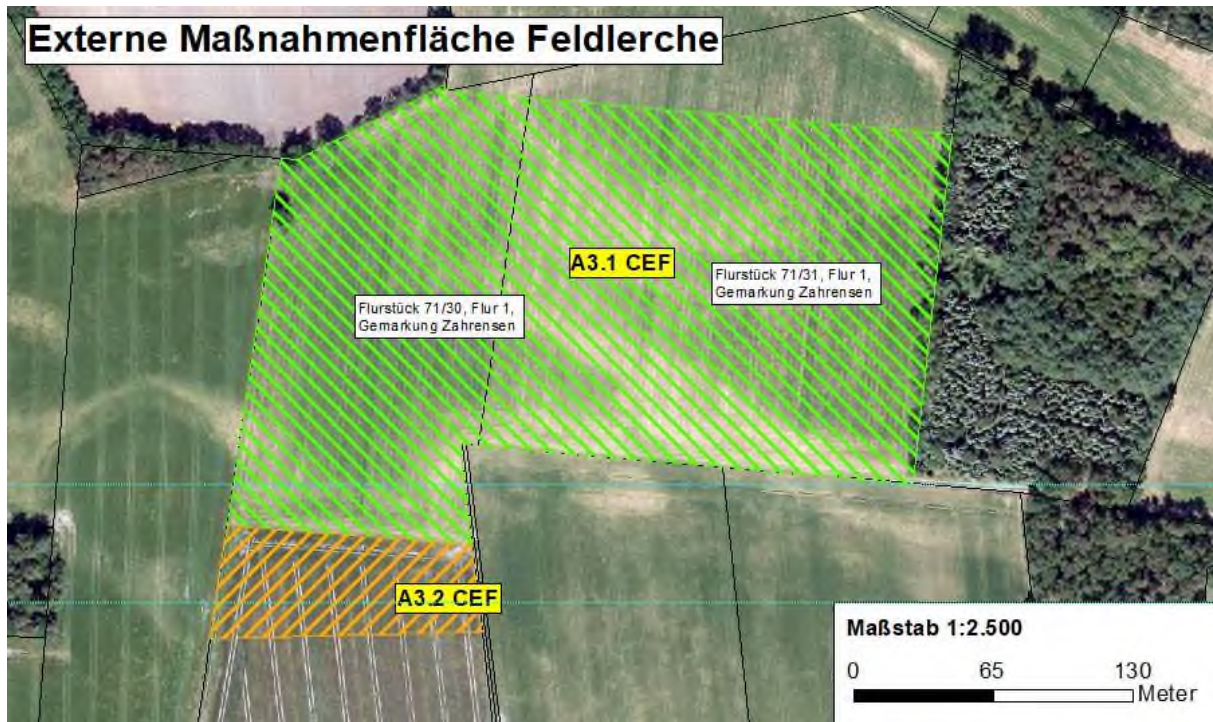 Externe Maßnahmenfläche Feldlerche
A3.1 CEF
Flurstück 71/31, Flur 1,
Gemarkung Zahrensen
Flurstück 71/30, Flur 1,
Gemarkung Zahrensen
A3.2 CEF
Maßstab 1:2.500
0 65 130
Meter